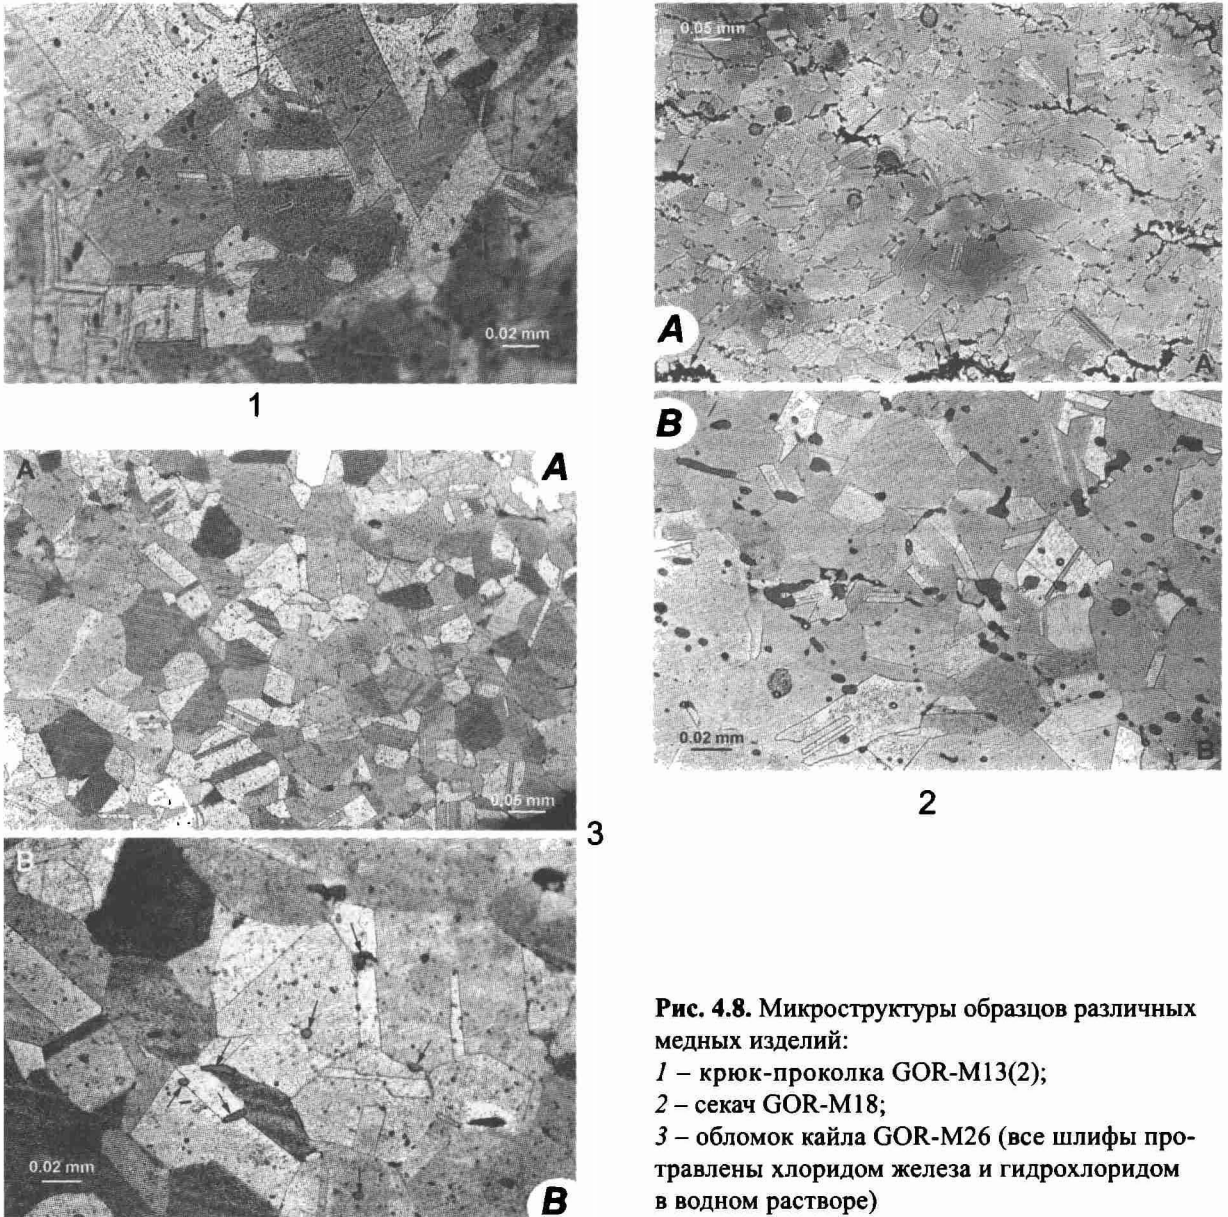 0.02 mm
1
A
A
0.05 mm
3
B
0.02 mm
B
0.05 mm
A
A
B
0.02 mm
B
2
Рис. 4.8. Микроструктуры образцов различных
медных изделий:
1 – крюк-проколка GOR-M13(2);
2 – секач GOR-M18;
3 – обломок кайла GOR-M26 (все шлифы про-
травлены хлоридом железа и гидрохлоридом
в водном растворе)